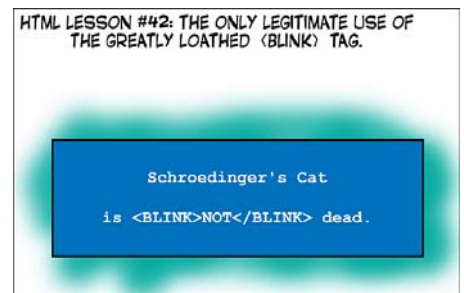 HTML LESSON #42: THE ONLY LEGITIMATE USE OF
THE GREATLY LOATHED <BLINK> TAG.
Schroedinger's Cat
is <BLINK>NOT</BLINK> dead.